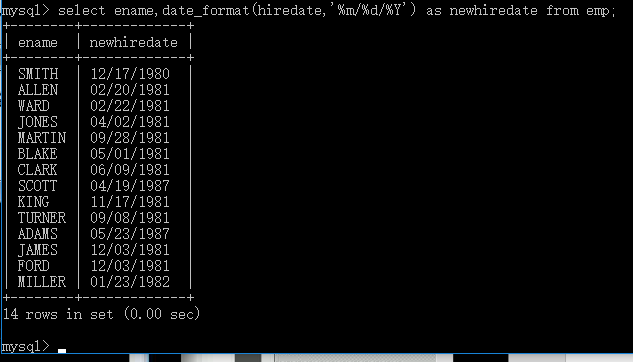 mysql> select ename,date_format(hiredate,'%m/%d/%Y') as newhiredate from emp;
+--------+-------------+
| ename  | newhiredate |
+--------+-------------+
| SMITH  | 12/17/1980  |
| ALLEN  | 02/20/1981  |
| WARD   | 02/22/1981  |
| JONES  | 04/02/1981  |
| MARTIN | 09/28/1981  |
| BLAKE  | 05/01/1981  |
| CLARK  | 06/09/1981  |
| SCOTT  | 04/19/1987  |
| KING   | 11/17/1981  |
| TURNER | 09/08/1981  |
| ADAMS  | 05/23/1987  |
| JAMES  | 12/03/1981  |
| FORD   | 12/03/1981  |
| MILLER | 01/23/1982  |
+--------+-------------+
14 rows in set (0.00 sec)
mysql> _